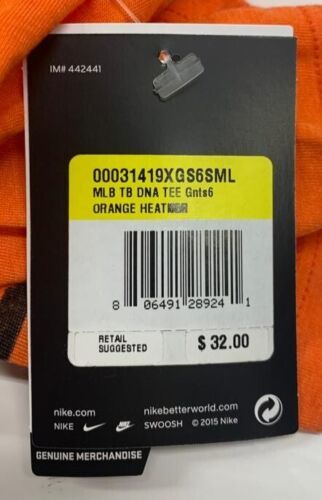 IM# 442441
00031419XGS6SML
MLB TB DNA TEE Gnts6
ORANGE HEATHER
8 06491 28924 1
RETAIL SUGGESTED $ 32.00
nike.com nikebetterworld.com
NIKE SWOOSH © 2015 Nike
GENUINE MERCHANDISE